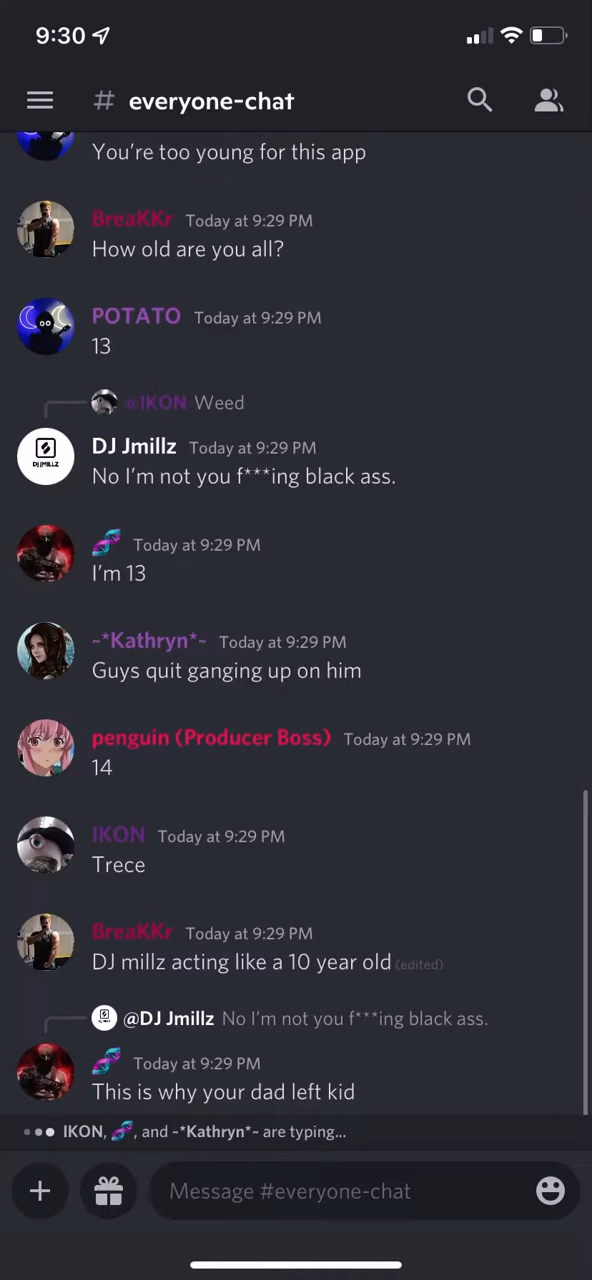 9:30
# everyone-chat
You're too young for this app
BreaKKr Today at 9:29 PM
How old are you all?
POTATO Today at 9:29 PM
13
@IKON Weed
DJ Jmillz Today at 9:29 PM
No I'm not you f***ing black ass.
DJ JMILLZ
Today at 9:29 PM
I'm 13
~*Kathryn*~ Today at 9:29 PM
Guys quit ganging up on him
penguin (Producer Boss) Today at 9:29 PM
14
IKON Today at 9:29 PM
Trece
BreaKKr Today at 9:29 PM
DJ millz acting like a 10 year old (edited)
@DJ Jmillz No I'm not you f***ing black ass.
Today at 9:29 PM
This is why your dad left kid
IKON, 🧬, and ~*Kathryn*~ are typing...
Message #everyone-chat